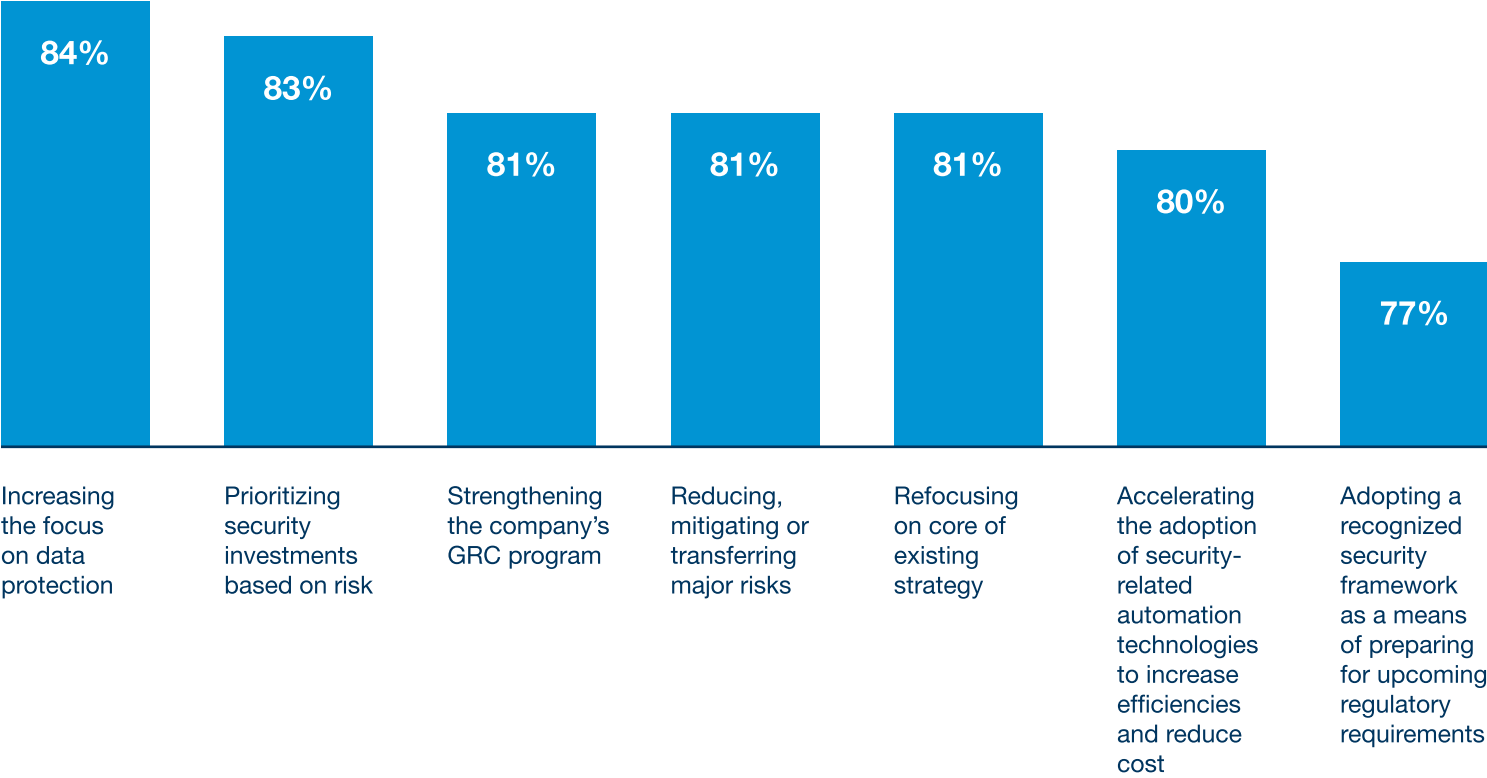 84%
83%
81%
81%
81%
80%
77%
Increasing
the focus
on data
protection
Prioritizing
security
investments
based on risk
Strengthening
the company’s
GRC program
Reducing,
mitigating or
transferring
major risks
Refocusing
on core of
existing
strategy
Accelerating
the adoption
of security-
related
automation
technologies
to increase
efficiencies
and reduce
cost
Adopting a
recognized
security
framework
as a means
of preparing
for upcoming
regulatory
requirements